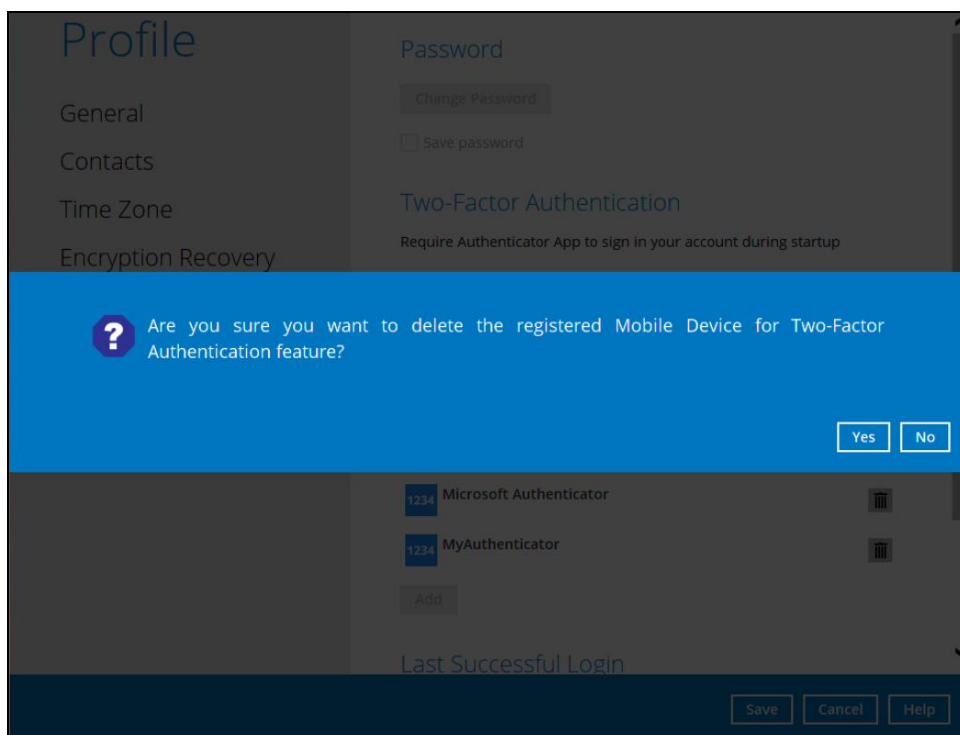 Profile
General
Contacts
Time Zone
Encryption Recovery
Password
Change Password
Save password
Two-Factor Authentication
Require Authenticator App to sign in your account during startup
?
Are you sure you want to delete the registered Mobile Device for Two-Factor
Authentication feature?
Yes No
1234 Microsoft Authenticator
1234 MyAuthenticator
Add
Last Successful Login
Save Cancel Help